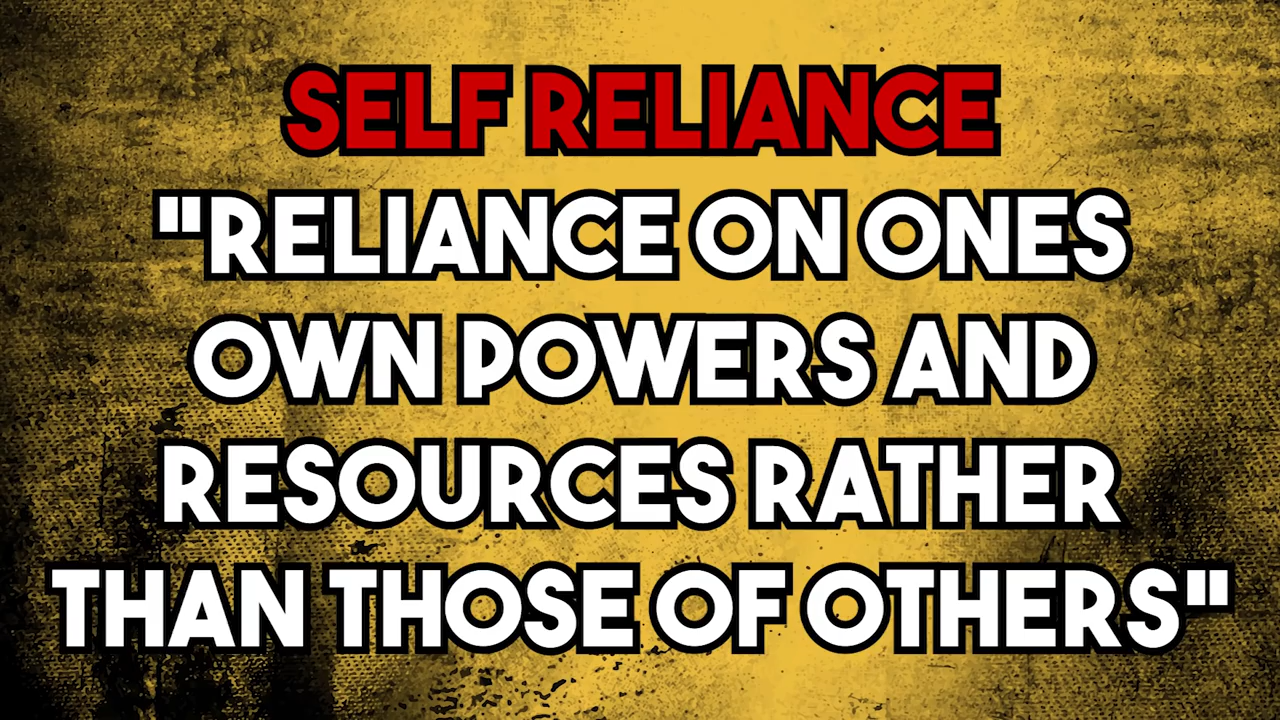 SELF RELIANCE
"RELIANCE ON ONES
OWN POWERS AND
RESOURCES RATHER
THAN THOSE OF OTHERS"